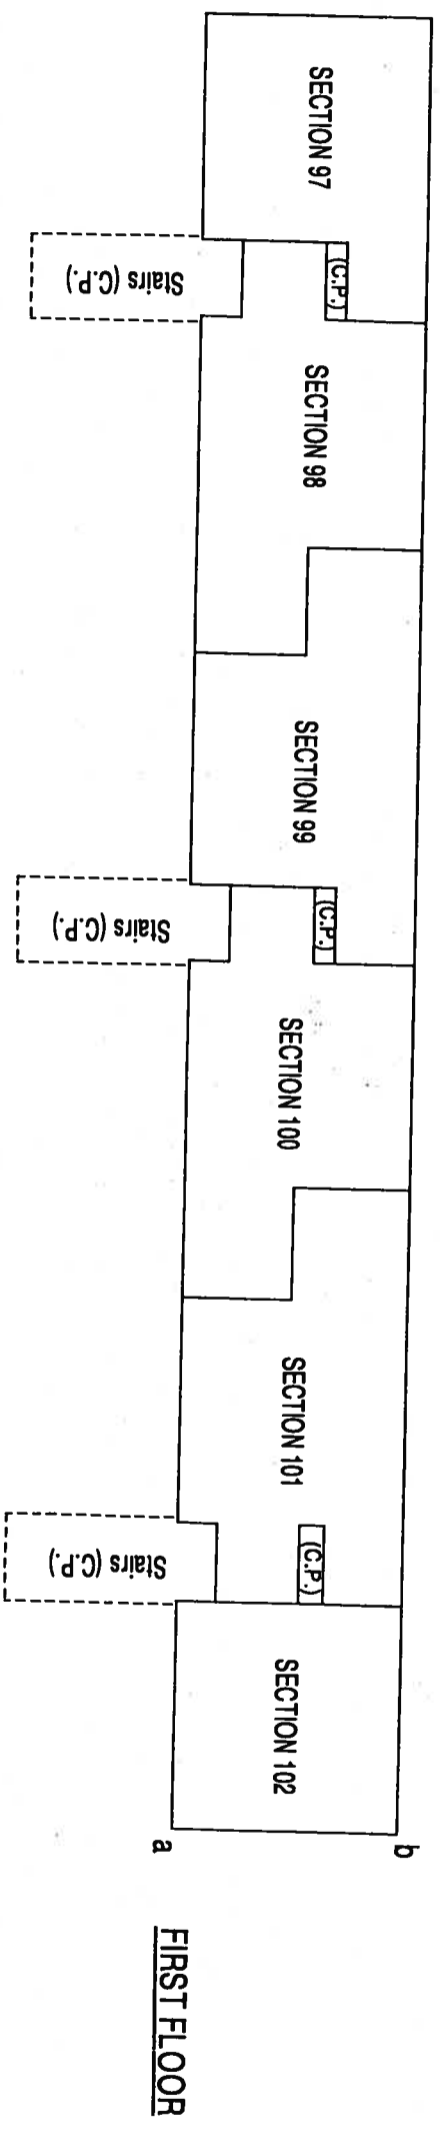 SECTION 97
(C.P.)
Stairs (C.P.)
SECTION 98
SECTION 99
(C.P.)
Stairs (C.P.)
SECTION 100
SECTION 101
(C.P.)
Stairs (C.P.)
SECTION 102
a
b
FIRST FLOOR